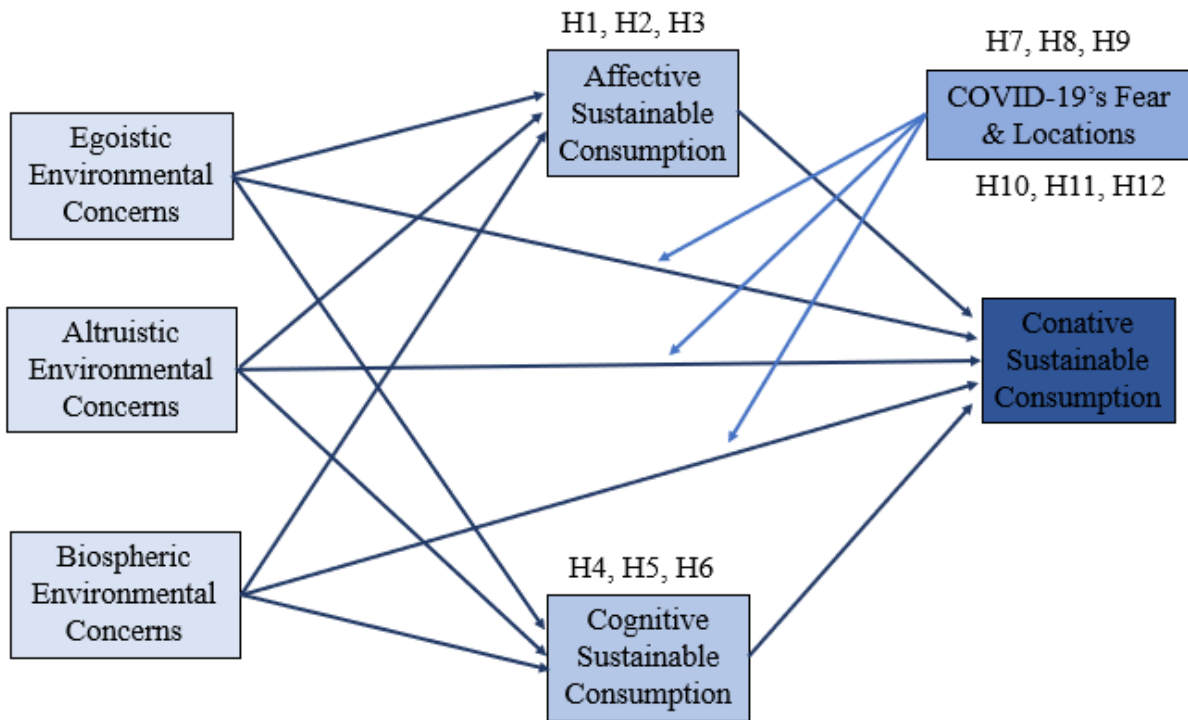 H1, H2, H3
Affective
Sustainable
Consumption
H7, H8, H9
COVID-19's Fear
& Locations
H10, H11, H12
Egoistic
Environmental
Concerns
Altruistic
Environmental
Concerns
Conative
Sustainable
Consumption
Biospheric
Environmental
Concerns
H4, H5, H6
Cognitive
Sustainable
Consumption